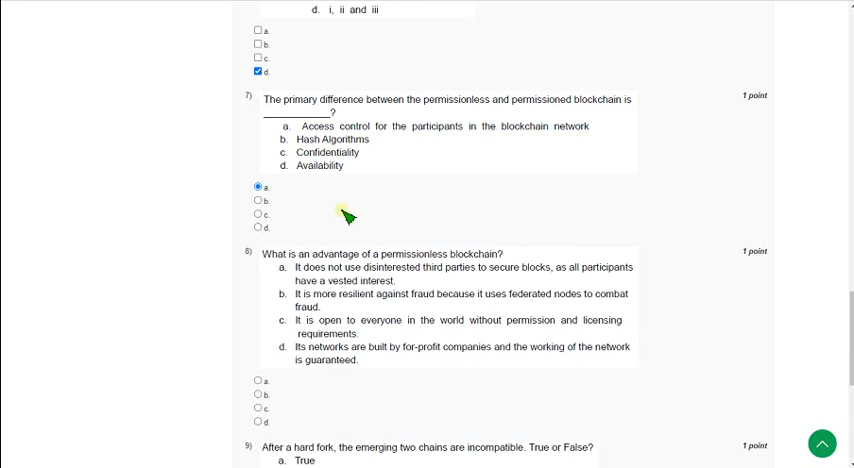 d. i, ii and iii
a.
b.
c.
d.
7) The primary difference between the permissionless and permissioned blockchain is 1 point
____________?
a. Access control for the participants in the blockchain network
b. Hash Algorithms
c. Confidentiality
d. Availability
a.
b.
c.
d.
8) What is an advantage of a permissionless blockchain? 1 point
a. It does not use disinterested third parties to secure blocks, as all participants
have a vested interest.
b. It is more resilient against fraud because it uses federated nodes to combat
fraud.
c. It is open to everyone in the world without permission and licensing
requirements.
d. Its networks are built by for-profit companies and the working of the network
is guaranteed.
a.
b.
c.
d.
9) After a hard fork, the emerging two chains are incompatible. True or False? 1 point
a. True